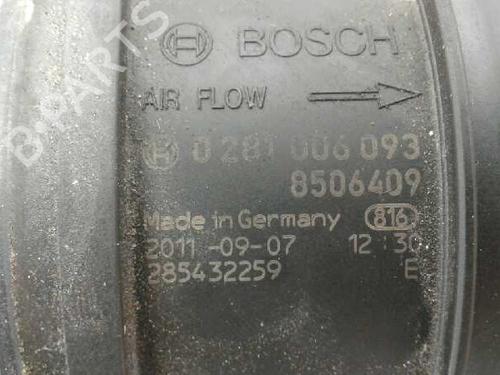 BOSCH
AIR FLOW
0 281 006 093
8506409
Made in Germany 816
2011-09-07 12:30
285432259 E
B-PARTS